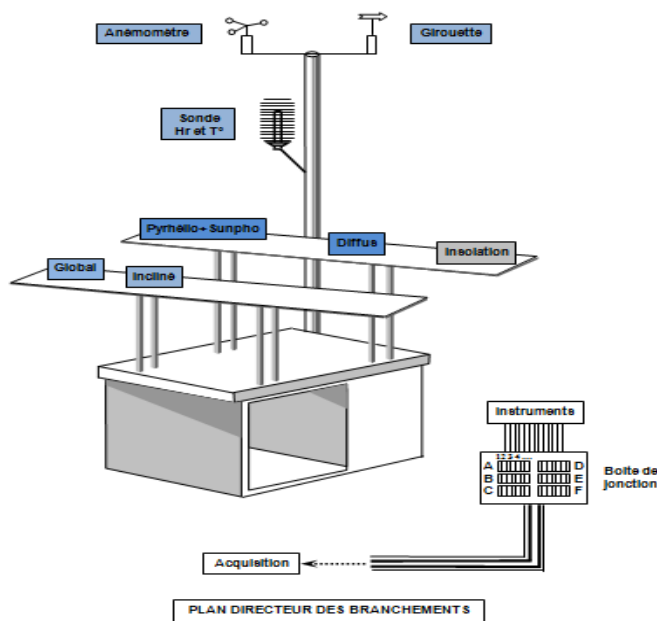 Anémomètre
Girouette
Sonde
Hr et T°
Pyrhélio+Sunpho
Diffus
Insolation
Global
Incliné
Instruments
1 2 3 4 ....
A D
B E
C F
Boite de
jonction
Acquisition
PLAN DIRECTEUR DES BRANCHEMENTS